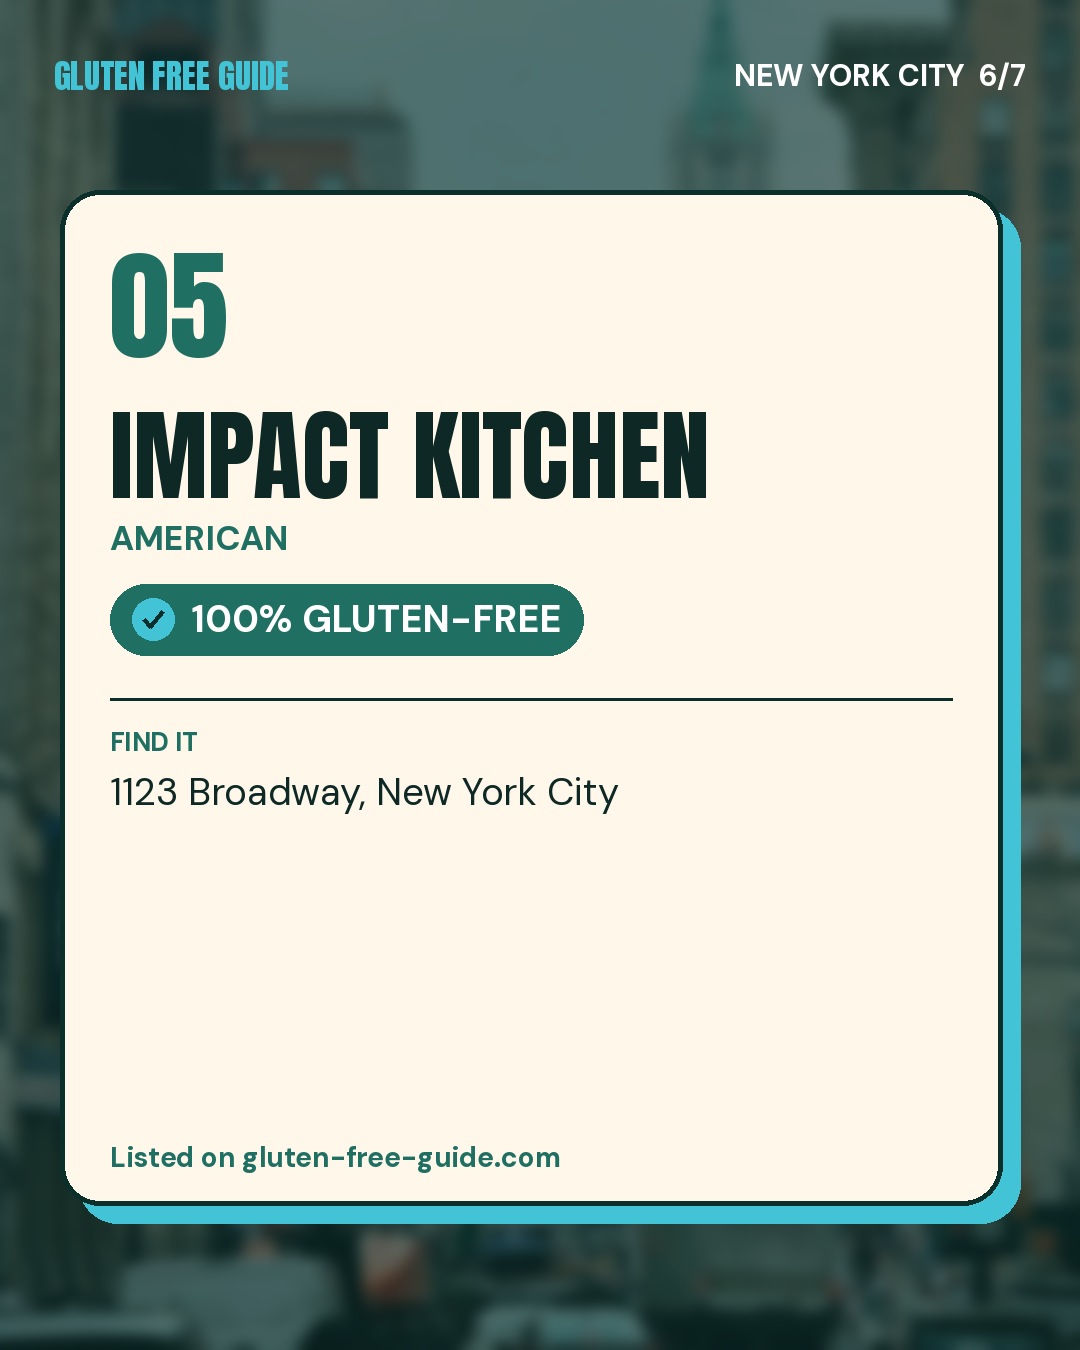 GLUTEN FREE GUIDE
NEW YORK CITY 6/7
05
IMPACT KITCHEN
AMERICAN
100% GLUTEN-FREE
FIND IT
1123 Broadway, New York City
Listed on gluten-free-guide.com